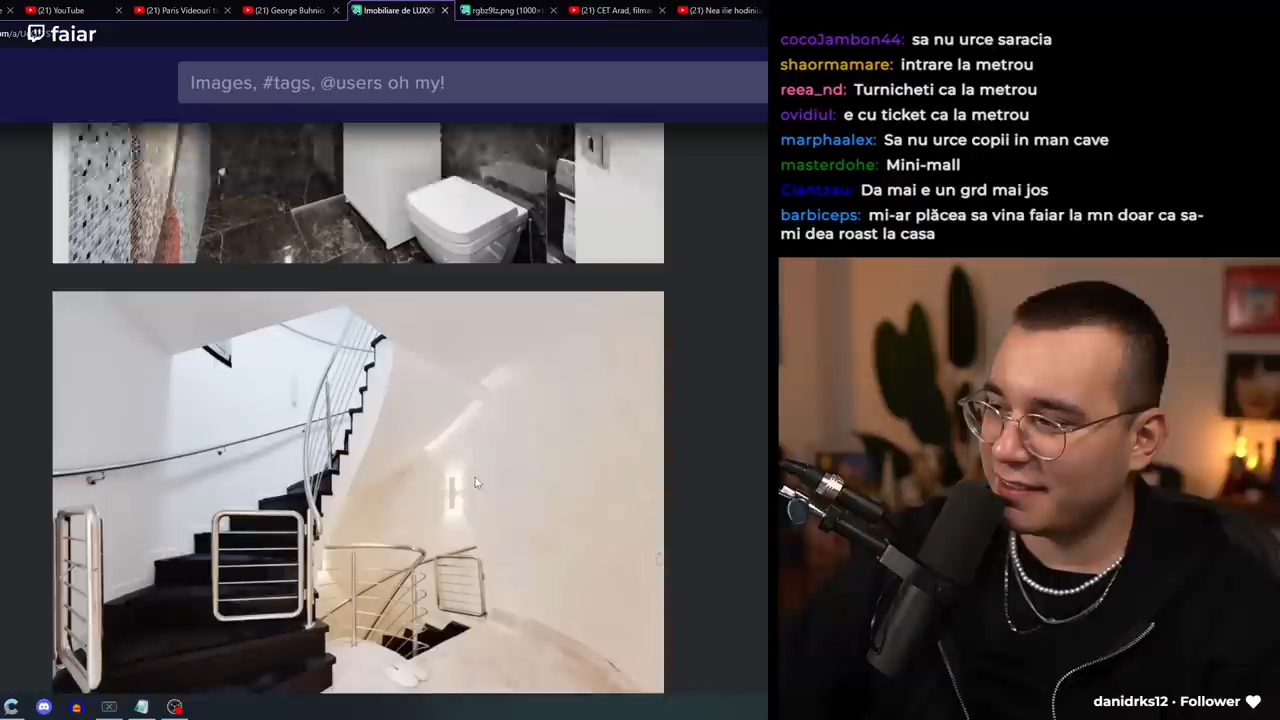 (21) YouTube
(21) Paris Videouri t
(21) George Buhnic
Imobiliare de LUXX
rgbz9lz.png (1000×
(21) CET Arad, filma
(21) Nea ilie hodini
faiar
Images, #tags, @users oh my!
cocoJambon44: sa nu urce saracia
shaormamare: intrare la metrou
reea_nd: Turnicheti ca la metrou
ovidiul: e cu ticket ca la metrou
marphaalex: Sa nu urce copii in man cave
masterdohe: Mini-mall
Ciantzau: Da mai e un grd mai jos
barbiceps: mi-ar plăcea sa vina faiar la mn doar ca sa-
mi dea roast la casa
danidrks12 · Follower